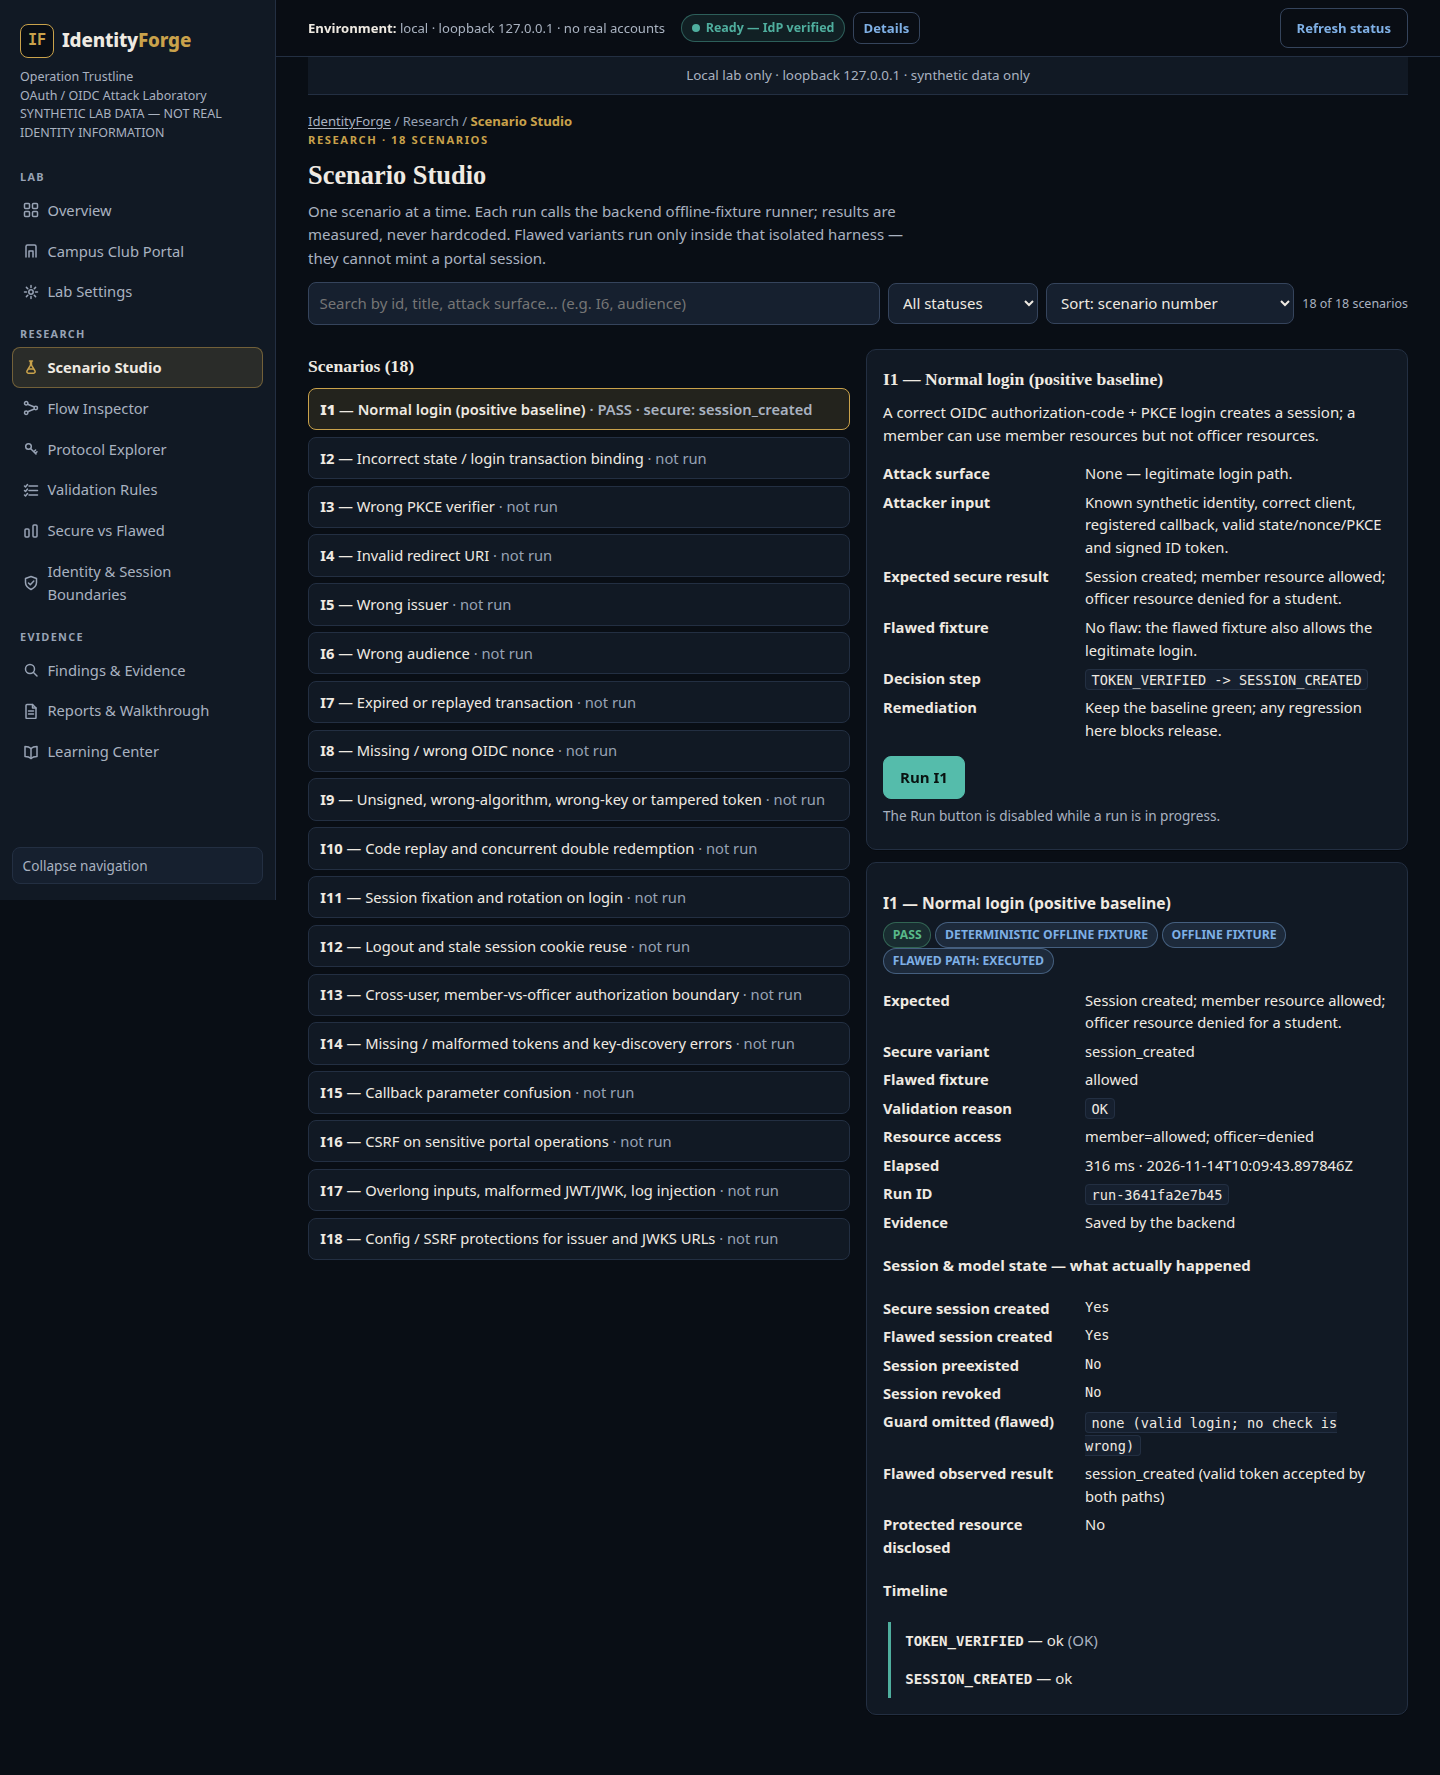 IF IdentityForge
Operation Trustline
OAuth / OIDC Attack Laboratory
SYNTHETIC LAB DATA — NOT REAL
IDENTITY INFORMATION
LAB
Overview
Campus Club Portal
Lab Settings
RESEARCH
Scenario Studio
Flow Inspector
Protocol Explorer
Validation Rules
Secure vs Flawed
Identity & Session
Boundaries
EVIDENCE
Findings & Evidence
Reports & Walkthrough
Learning Center
Collapse navigation
Environment: local · loopback 127.0.0.1 · no real accounts
Ready — IdP verified
Details
Refresh status
Local lab only · loopback 127.0.0.1 · synthetic data only
IdentityForge / Research / Scenario Studio
RESEARCH · 18 SCENARIOS
Scenario Studio
One scenario at a time. Each run calls the backend offline-fixture runner; results are
measured, never hardcoded. Flawed variants run only inside that isolated harness —
they cannot mint a portal session.
Search by id, title, attack surface... (e.g. I6, audience)
All statuses
Sort: scenario number
18 of 18 scenarios
Scenarios (18)
I1 — Normal login (positive baseline) · PASS · secure: session_created
I2 — Incorrect state / login transaction binding · not run
I3 — Wrong PKCE verifier · not run
I4 — Invalid redirect URI · not run
I5 — Wrong issuer · not run
I6 — Wrong audience · not run
I7 — Expired or replayed transaction · not run
I8 — Missing / wrong OIDC nonce · not run
I9 — Unsigned, wrong-algorithm, wrong-key or tampered token · not run
I10 — Code replay and concurrent double redemption · not run
I11 — Session fixation and rotation on login · not run
I12 — Logout and stale session cookie reuse · not run
I13 — Cross-user, member-vs-officer authorization boundary · not run
I14 — Missing / malformed tokens and key-discovery errors · not run
I15 — Callback parameter confusion · not run
I16 — CSRF on sensitive portal operations · not run
I17 — Overlong inputs, malformed JWT/JWK, log injection · not run
I18 — Config / SSRF protections for issuer and JWKS URLs · not run
I1 — Normal login (positive baseline)
A correct OIDC authorization-code + PKCE login creates a session; a
member can use member resources but not officer resources.
Attack surface None — legitimate login path.
Attacker input Known synthetic identity, correct client,
registered callback, valid state/nonce/PKCE
and signed ID token.
Expected secure result Session created; member resource allowed;
officer resource denied for a student.
Flawed fixture No flaw: the flawed fixture also allows the
legitimate login.
Decision step TOKEN_VERIFIED -> SESSION_CREATED
Remediation Keep the baseline green; any regression
here blocks release.
Run I1
The Run button is disabled while a run is in progress.
I1 — Normal login (positive baseline)
PASS DETERMINISTIC OFFLINE FIXTURE OFFLINE FIXTURE
FLAWED PATH: EXECUTED
Expected Session created; member resource allowed;
officer resource denied for a student.
Secure variant session_created
Flawed fixture allowed
Validation reason OK
Resource access member=allowed; officer=denied
Elapsed 316 ms · 2026-11-14T10:09:43.897846Z
Run ID run-3641fa2e7b45
Evidence Saved by the backend
Session & model state — what actually happened
Secure session created Yes
Flawed session created Yes
Session preexisted No
Session revoked No
Guard omitted (flawed) none (valid login; no check is
wrong)
Flawed observed result session_created (valid token accepted by
both paths)
Protected resource No
disclosed
Timeline
TOKEN_VERIFIED — ok (OK)
SESSION_CREATED — ok